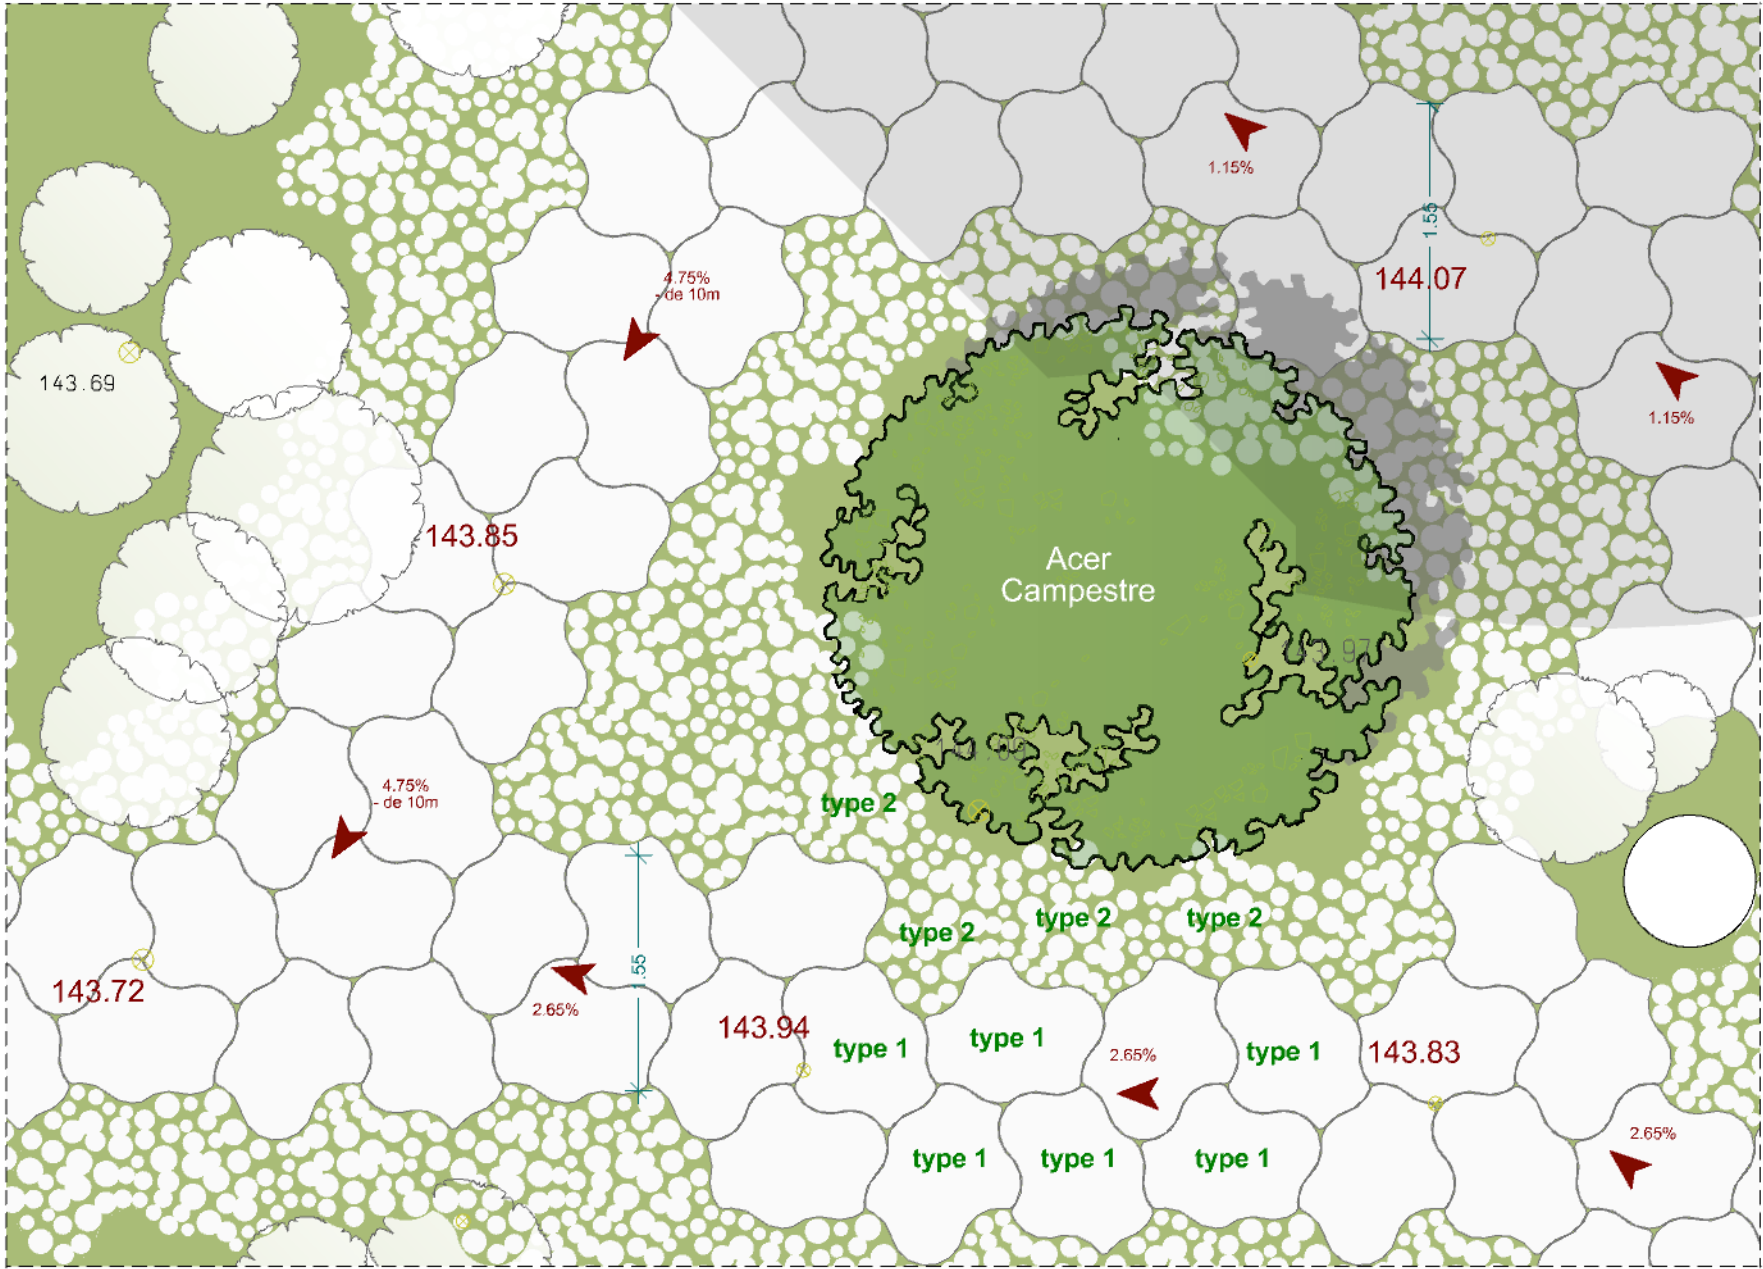 1.15%
1.55
144.07
4.75%
- de 10m
143.69
1.15%
143.85
Acer
Campestre
4.75%
- de 10m
type 2
type 2
type 2
type 2
143.72
2.65%
1.55
143.94
type 1
type 1
2.65%
type 1
143.83
2.65%
type 1
type 1
type 1